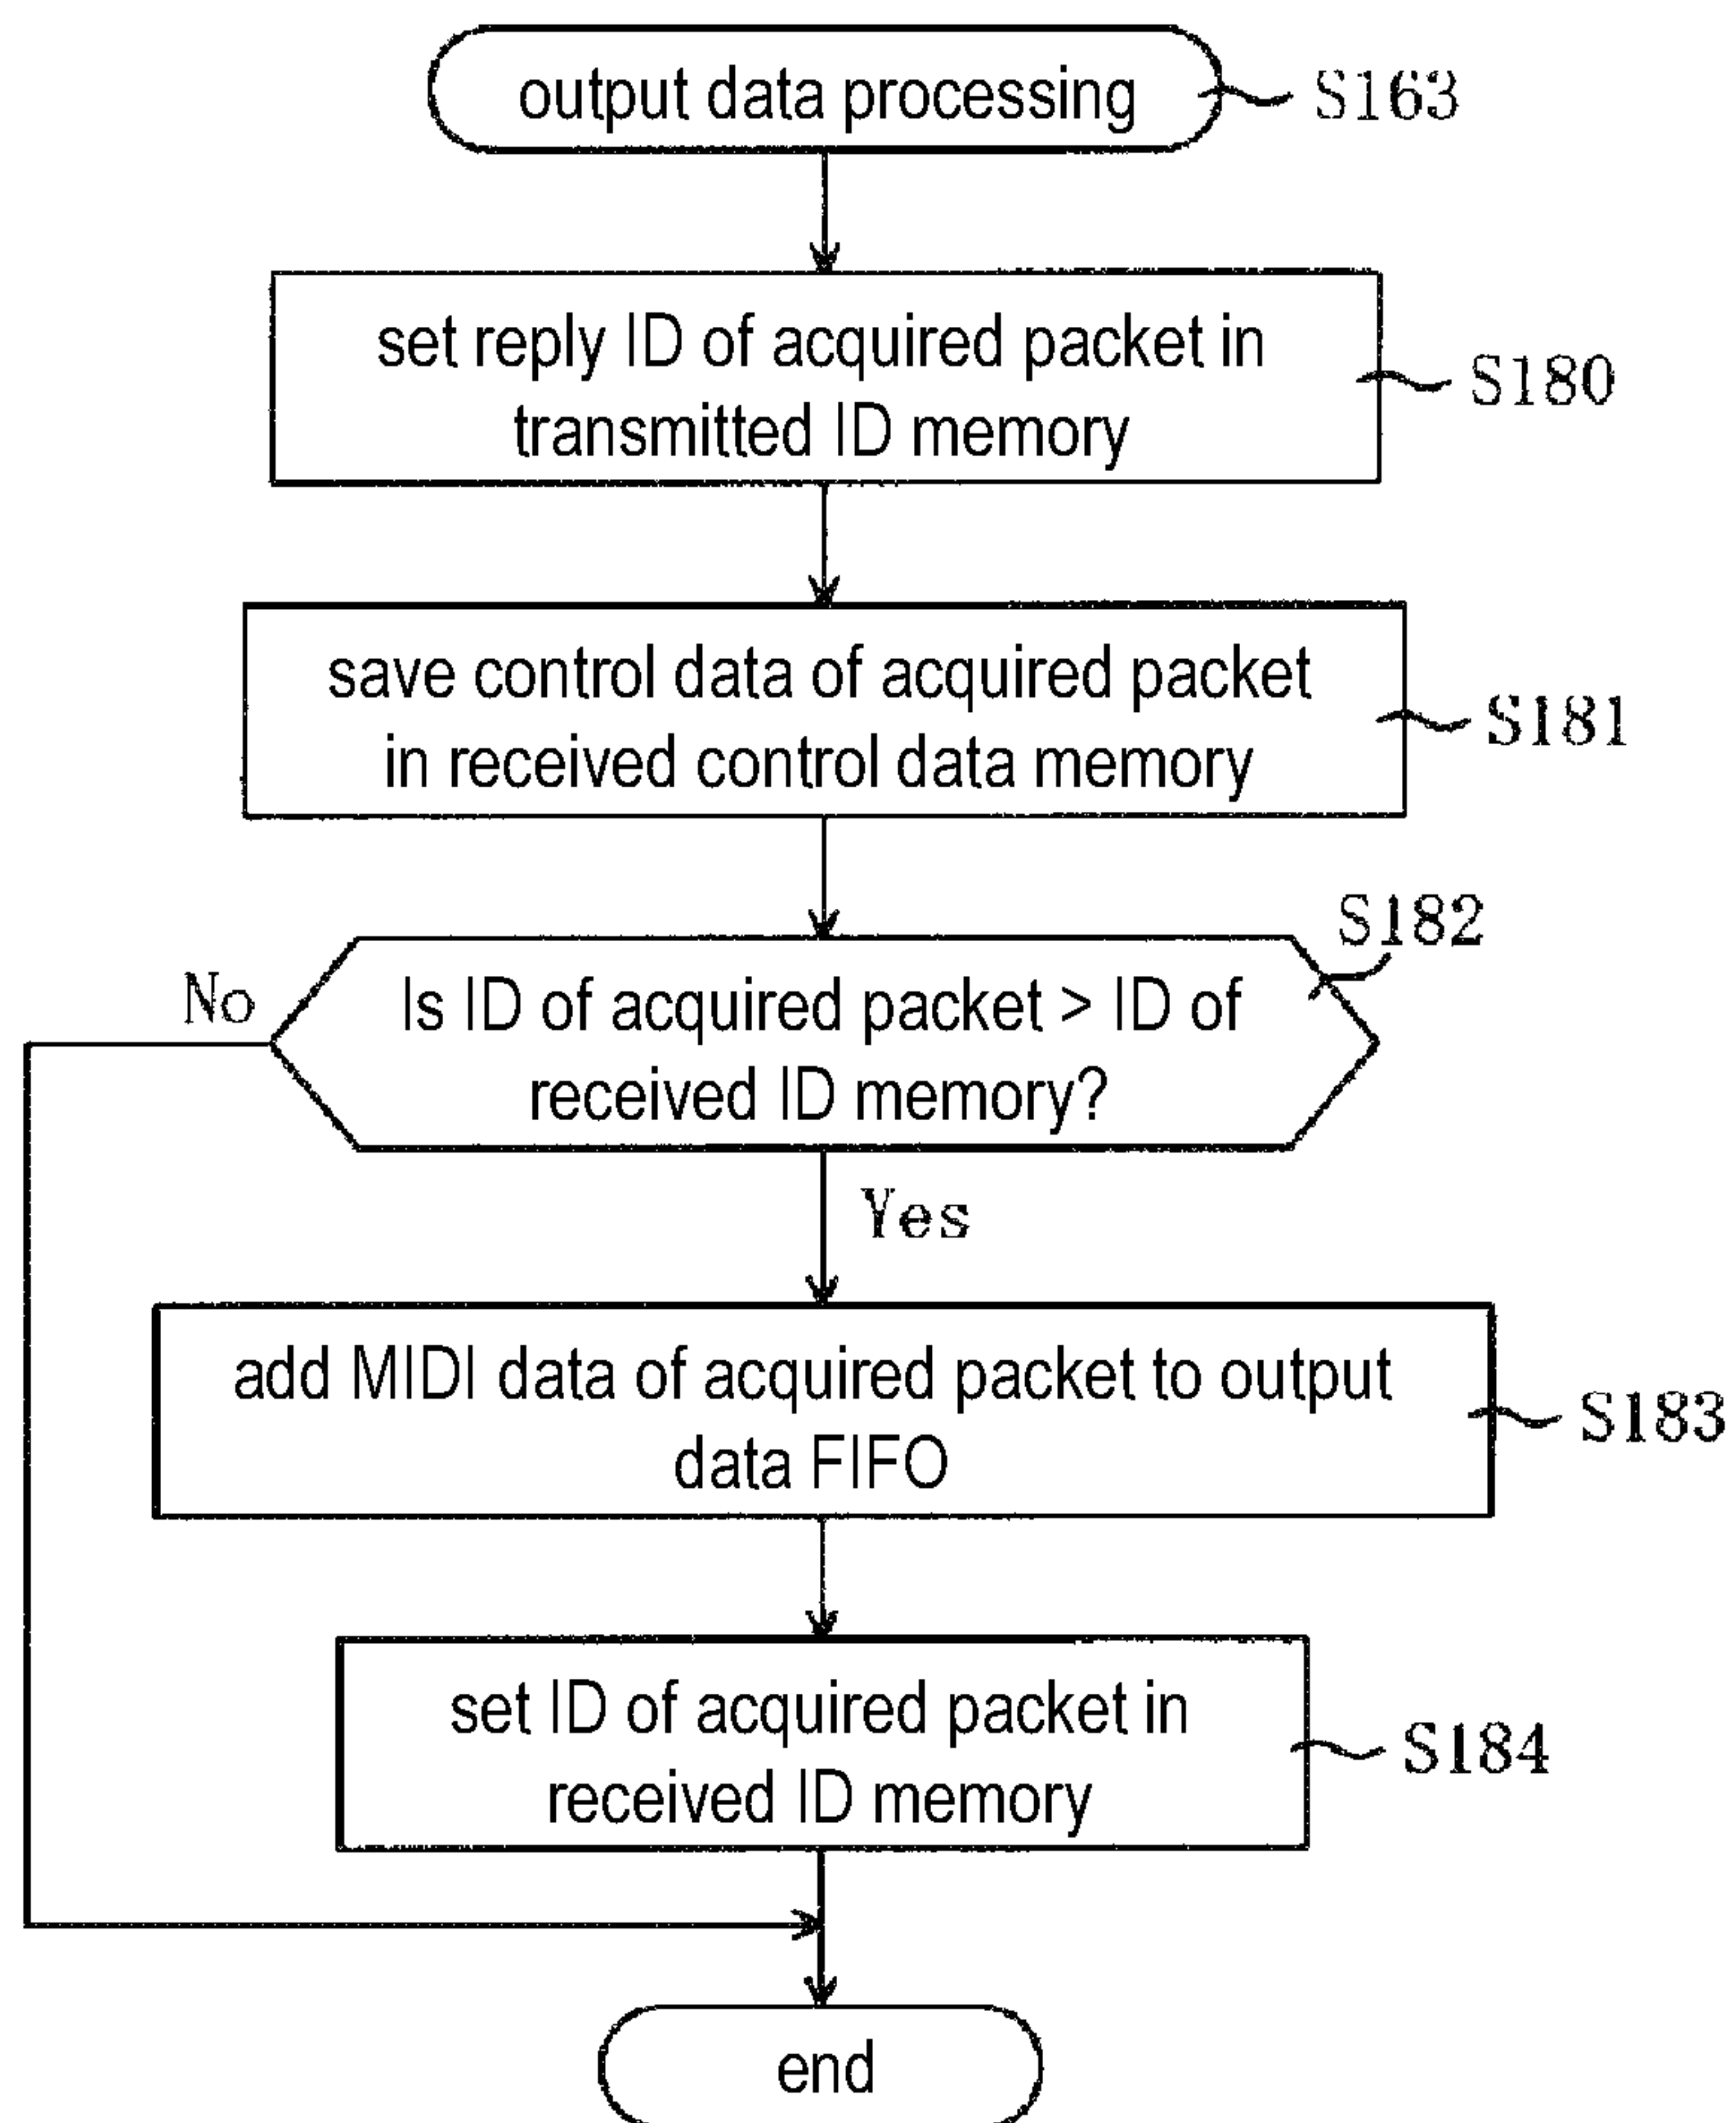 output data processing
S163
set reply ID of acquired packet in
transmitted ID memory
S180
save control data of acquired packet
in received control data memory
S181
S182
No
Is ID of acquired packet > ID of
received ID memory?
Yes
add MIDI data of acquired packet to output
data FIFO
S183
set ID of acquired packet in
received ID memory
S184
end